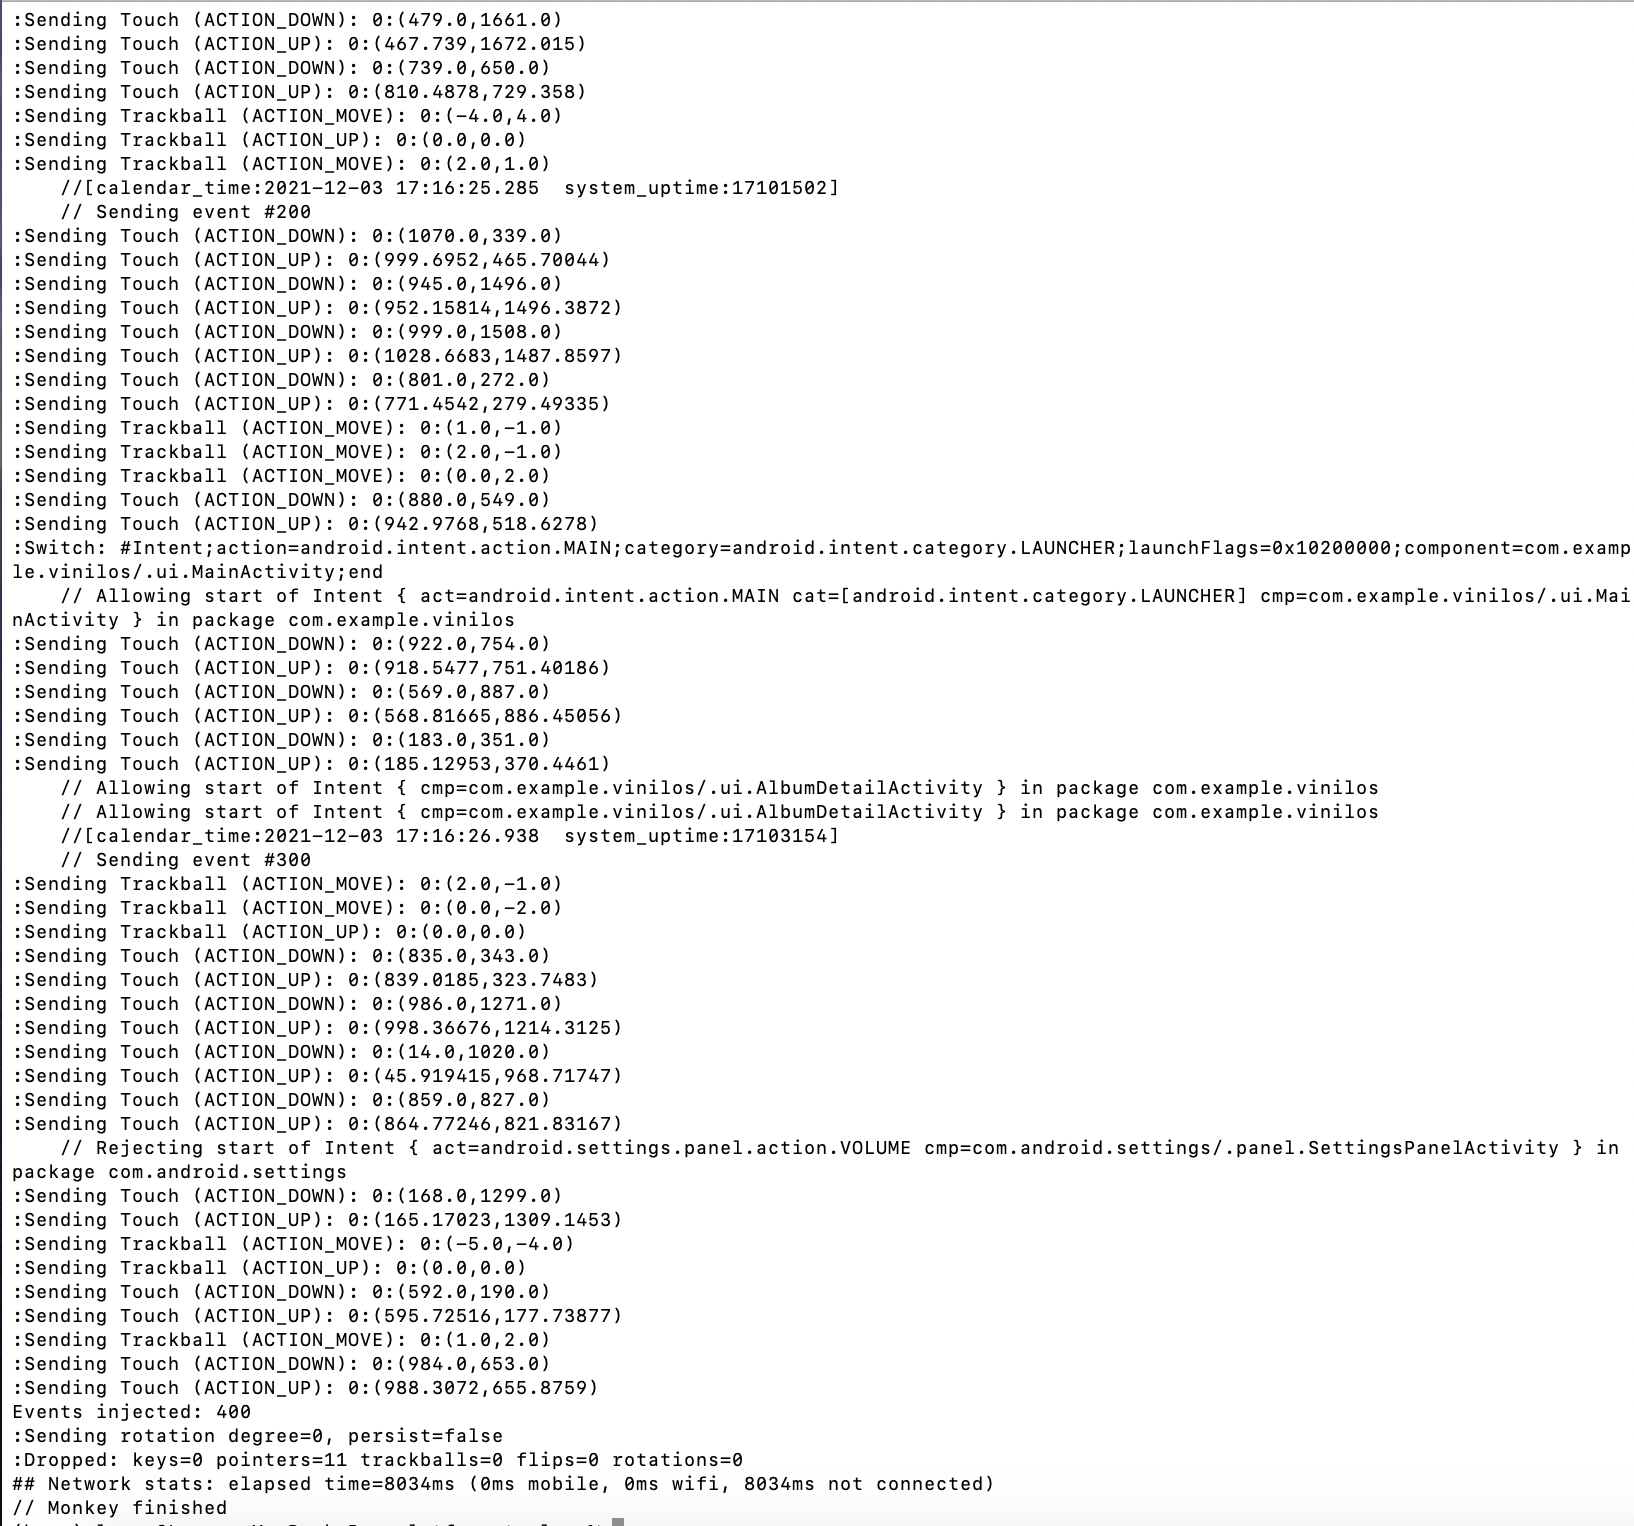 :Sending Touch (ACTION_DOWN): 0:(479.0,1661.0)
:Sending Touch (ACTION_UP): 0:(467.739,1672.015)
:Sending Touch (ACTION_DOWN): 0:(739.0,650.0)
:Sending Touch (ACTION_UP): 0:(810.4878,729.358)
:Sending Trackball (ACTION_MOVE): 0:(-4.0,4.0)
:Sending Trackball (ACTION_UP): 0:(0.0,0.0)
:Sending Trackball (ACTION_MOVE): 0:(2.0,1.0)
    //[calendar_time:2021-12-03 17:16:25.285  system_uptime:17101502]
    // Sending event #200
:Sending Touch (ACTION_DOWN): 0:(1070.0,339.0)
:Sending Touch (ACTION_UP): 0:(999.6952,465.70044)
:Sending Touch (ACTION_DOWN): 0:(945.0,1496.0)
:Sending Touch (ACTION_UP): 0:(952.15814,1496.3872)
:Sending Touch (ACTION_DOWN): 0:(999.0,1508.0)
:Sending Touch (ACTION_UP): 0:(1028.6683,1487.8597)
:Sending Touch (ACTION_DOWN): 0:(801.0,272.0)
:Sending Touch (ACTION_UP): 0:(771.4542,279.49335)
:Sending Trackball (ACTION_MOVE): 0:(1.0,-1.0)
:Sending Trackball (ACTION_MOVE): 0:(2.0,-1.0)
:Sending Trackball (ACTION_MOVE): 0:(0.0,2.0)
:Sending Touch (ACTION_DOWN): 0:(880.0,549.0)
:Sending Touch (ACTION_UP): 0:(942.9768,518.6278)
:Switch: #Intent;action=android.intent.action.MAIN;category=android.intent.category.LAUNCHER;launchFlags=0x10200000;component=com.examp
le.vinilos/.ui.MainActivity;end
    // Allowing start of Intent { act=android.intent.action.MAIN cat=[android.intent.category.LAUNCHER] cmp=com.example.vinilos/.ui.Mai
nActivity } in package com.example.vinilos
:Sending Touch (ACTION_DOWN): 0:(922.0,754.0)
:Sending Touch (ACTION_UP): 0:(918.5477,751.40186)
:Sending Touch (ACTION_DOWN): 0:(569.0,887.0)
:Sending Touch (ACTION_UP): 0:(568.81665,886.45056)
:Sending Touch (ACTION_DOWN): 0:(183.0,351.0)
:Sending Touch (ACTION_UP): 0:(185.12953,370.4461)
    // Allowing start of Intent { cmp=com.example.vinilos/.ui.AlbumDetailActivity } in package com.example.vinilos
    // Allowing start of Intent { cmp=com.example.vinilos/.ui.AlbumDetailActivity } in package com.example.vinilos
    //[calendar_time:2021-12-03 17:16:26.938  system_uptime:17103154]
    // Sending event #300
:Sending Trackball (ACTION_MOVE): 0:(2.0,-1.0)
:Sending Trackball (ACTION_MOVE): 0:(0.0,-2.0)
:Sending Trackball (ACTION_UP): 0:(0.0,0.0)
:Sending Touch (ACTION_DOWN): 0:(835.0,343.0)
:Sending Touch (ACTION_UP): 0:(839.0185,323.7483)
:Sending Touch (ACTION_DOWN): 0:(986.0,1271.0)
:Sending Touch (ACTION_UP): 0:(998.36676,1214.3125)
:Sending Touch (ACTION_DOWN): 0:(14.0,1020.0)
:Sending Touch (ACTION_UP): 0:(45.919415,968.71747)
:Sending Touch (ACTION_DOWN): 0:(859.0,827.0)
:Sending Touch (ACTION_UP): 0:(864.77246,821.83167)
    // Rejecting start of Intent { act=android.settings.panel.action.VOLUME cmp=com.android.settings/.panel.SettingsPanelActivity } in
package com.android.settings
:Sending Touch (ACTION_DOWN): 0:(168.0,1299.0)
:Sending Touch (ACTION_UP): 0:(165.17023,1309.1453)
:Sending Trackball (ACTION_MOVE): 0:(-5.0,-4.0)
:Sending Trackball (ACTION_UP): 0:(0.0,0.0)
:Sending Touch (ACTION_DOWN): 0:(592.0,190.0)
:Sending Touch (ACTION_UP): 0:(595.72516,177.73877)
:Sending Trackball (ACTION_MOVE): 0:(1.0,2.0)
:Sending Touch (ACTION_DOWN): 0:(984.0,653.0)
:Sending Touch (ACTION_UP): 0:(988.3072,655.8759)
Events injected: 400
:Sending rotation degree=0, persist=false
:Dropped: keys=0 pointers=11 trackballs=0 flips=0 rotations=0
## Network stats: elapsed time=8034ms (0ms mobile, 0ms wifi, 8034ms not connected)
// Monkey finished